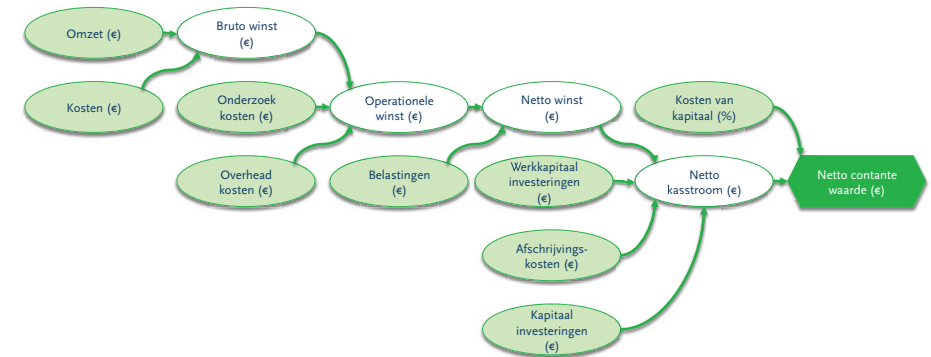 Omzet (€)
Bruto winst
(€)
Kosten (€)
Onderzoek
kosten (€)
Operationele
winst (€)
Netto winst
(€)
Kosten van
kapitaal (%)
Overhead
kosten (€)
Belastingen
(€)
Werkkapitaal
investeringen
(€)
Netto
kasstroom (€)
Netto contante
waarde (€)
Afschrijvings-
kosten (€)
Kapitaal
investeringen
(€)